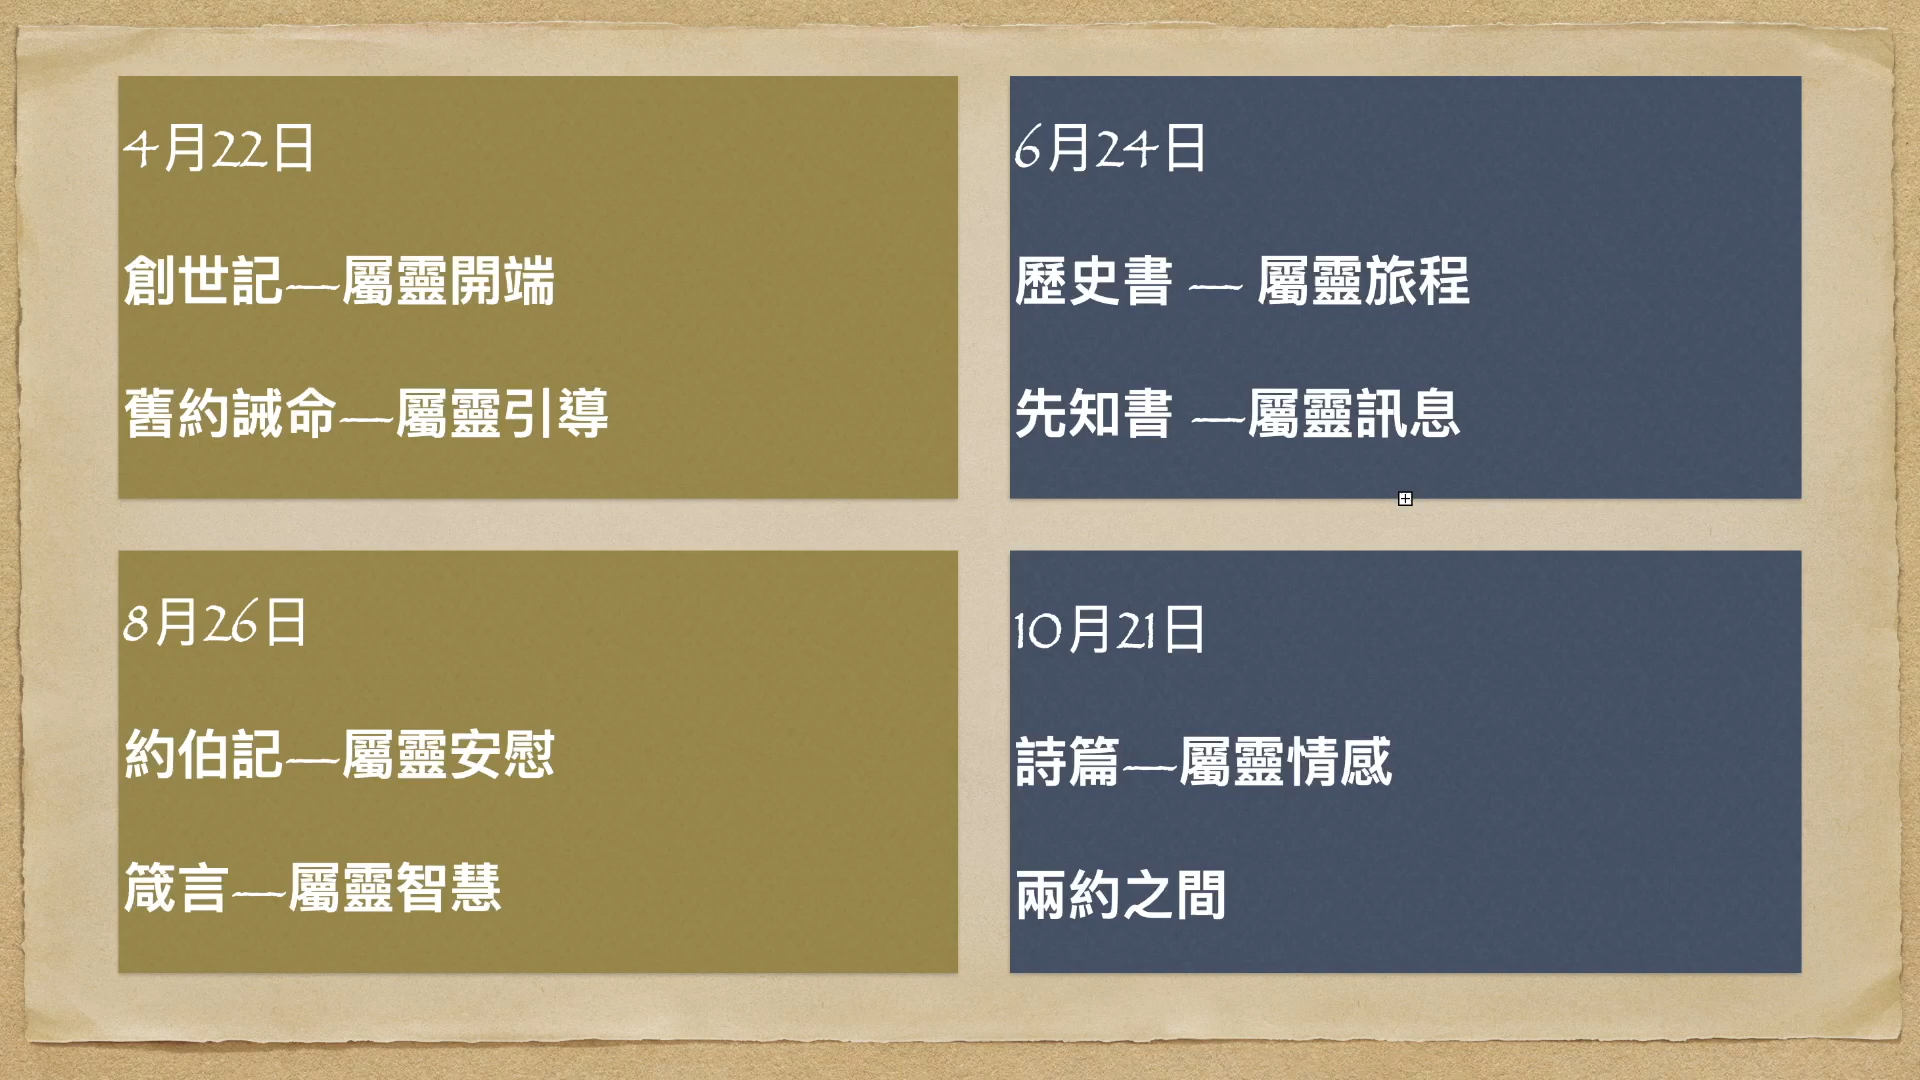 4月22日
創世記—屬靈開端
舊約誡命—屬靈引導
6月24日
歷史書 — 屬靈旅程
先知書 —屬靈訊息
8月26日
約伯記—屬靈安慰
箴言—屬靈智慧
10月21日
詩篇—屬靈情感
兩約之間